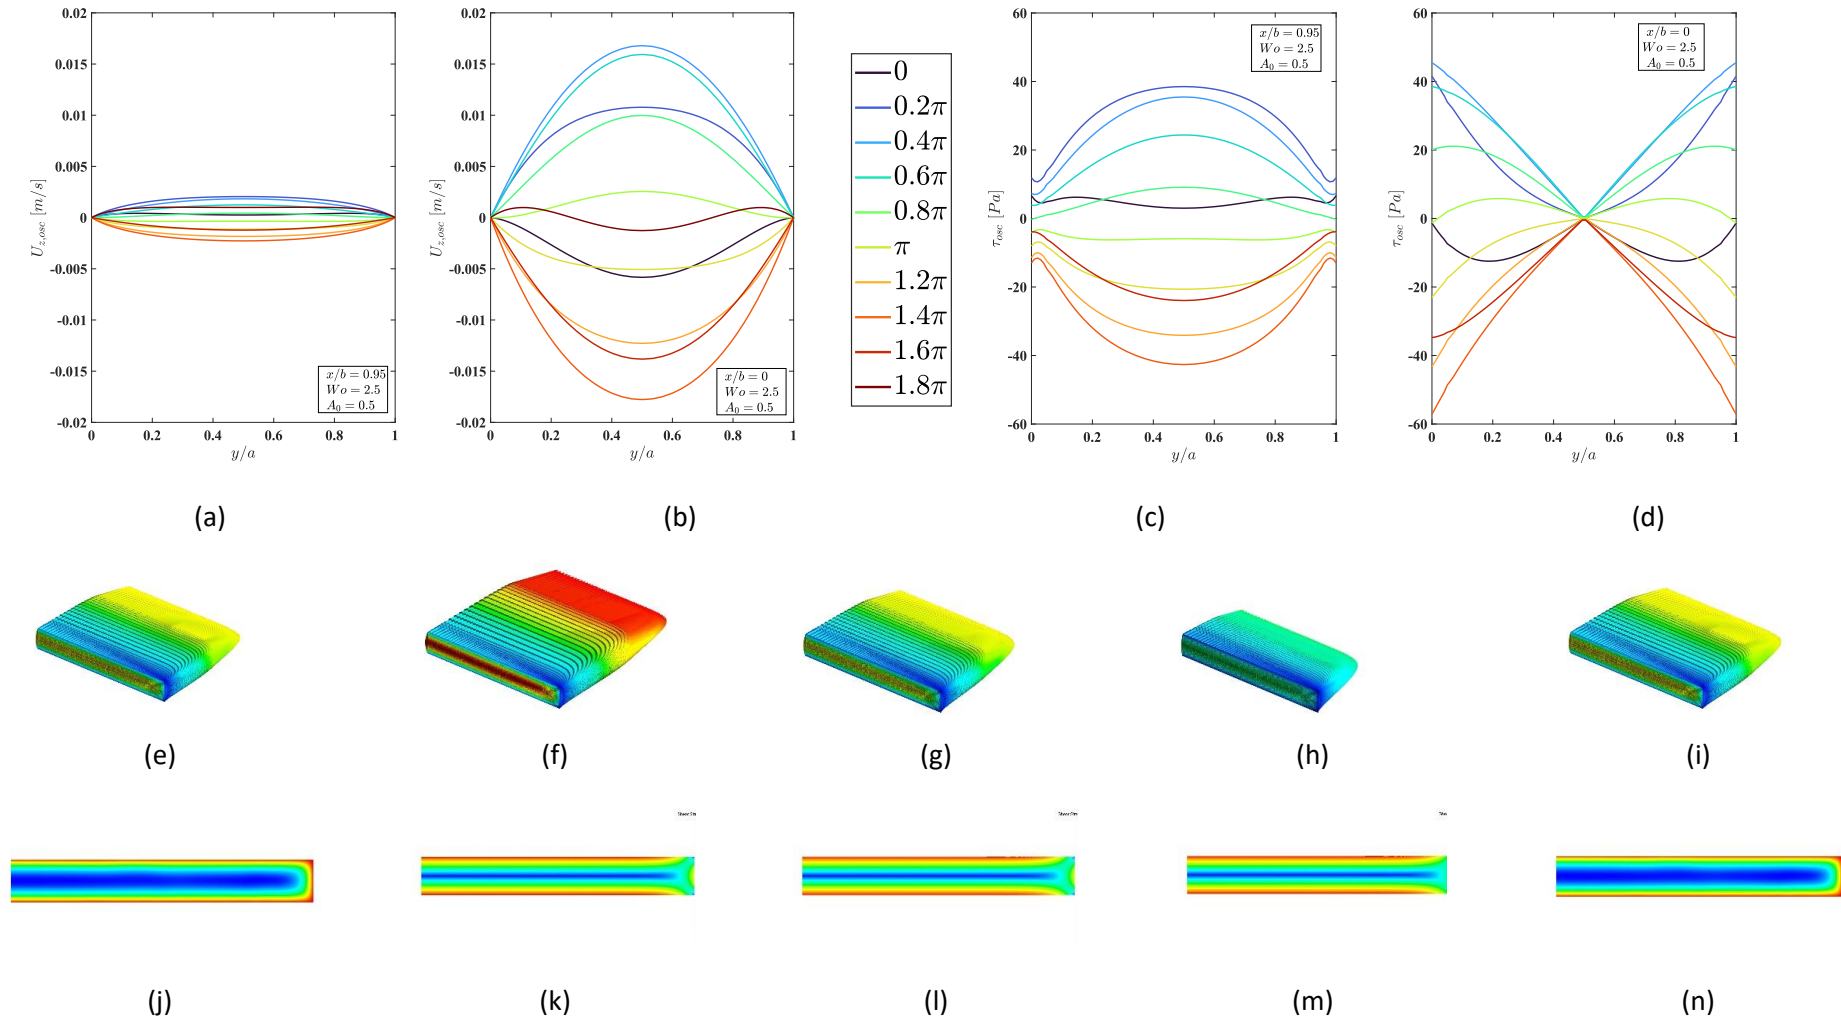 0.02
0.015
0.01
0.005
0
-0.005
-0.01
-0.015
-0.02
0
0.2
0.4
0.6
0.8
1
U_{z,osc} [m/s]
y/a
x/b = 0.95
Wo = 2.5
A_0 = 0.5
0.02
0.015
0.01
0.005
0
-0.005
-0.01
-0.015
-0.02
0
0.2
0.4
0.6
0.8
1
U_{z,osc} [m/s]
y/a
x/b = 0
Wo = 2.5
A_0 = 0.5
0
0.2π
0.4π
0.6π
0.8π
π
1.2π
1.4π
1.6π
1.8π
60
40
20
0
-20
-40
-60
0
0.2
0.4
0.6
0.8
1
τ_{osc} [Pa]
y/a
x/b = 0.95
Wo = 2.5
A_0 = 0.5
60
40
20
0
-20
-40
-60
0
0.2
0.4
0.6
0.8
1
τ_{osc} [Pa]
y/a
x/b = 0
Wo = 2.5
A_0 = 0.5
(a)
(b)
(c)
(d)
(e)
(f)
(g)
(h)
(i)
(j)
(k)
(l)
(m)
(n)